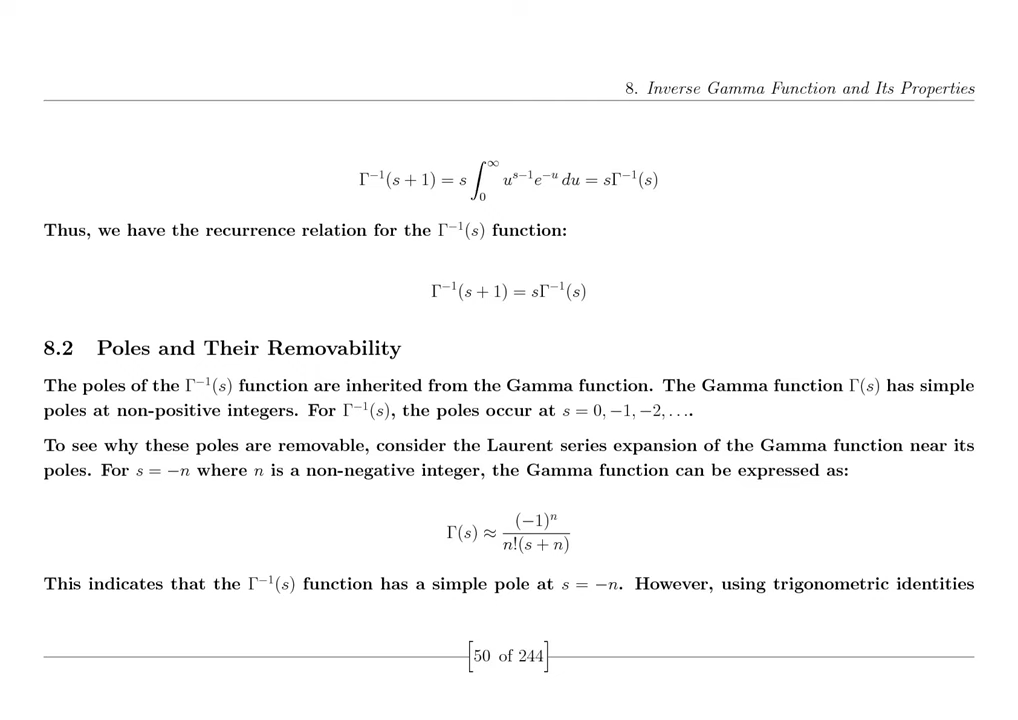 8. Inverse Gamma Function and Its Properties
Γ⁻¹(s + 1) = s ∫₀^∞ uˢ⁻¹e⁻ᵘ du = sΓ⁻¹(s)
Thus, we have the recurrence relation for the Γ⁻¹(s) function:
Γ⁻¹(s + 1) = sΓ⁻¹(s)
8.2 Poles and Their Removability
The poles of the Γ⁻¹(s) function are inherited from the Gamma function. The Gamma function Γ(s) has simple
poles at non-positive integers. For Γ⁻¹(s), the poles occur at s = 0, −1, −2, . . ..
To see why these poles are removable, consider the Laurent series expansion of the Gamma function near its
poles. For s = −n where n is a non-negative integer, the Gamma function can be expressed as:
Γ(s) ≈ (−1)ⁿ / n!(s + n)
This indicates that the Γ⁻¹(s) function has a simple pole at s = −n. However, using trigonometric identities
[50 of 244]